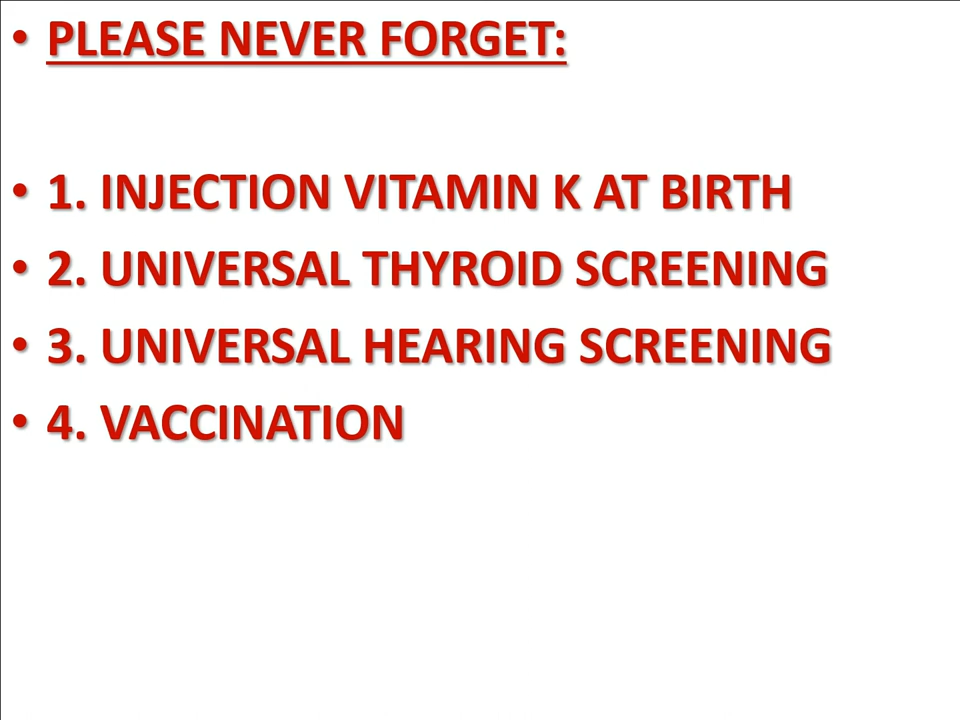 • PLEASE NEVER FORGET:
• 1. INJECTION VITAMIN K AT BIRTH
• 2. UNIVERSAL THYROID SCREENING
• 3. UNIVERSAL HEARING SCREENING
• 4. VACCINATION